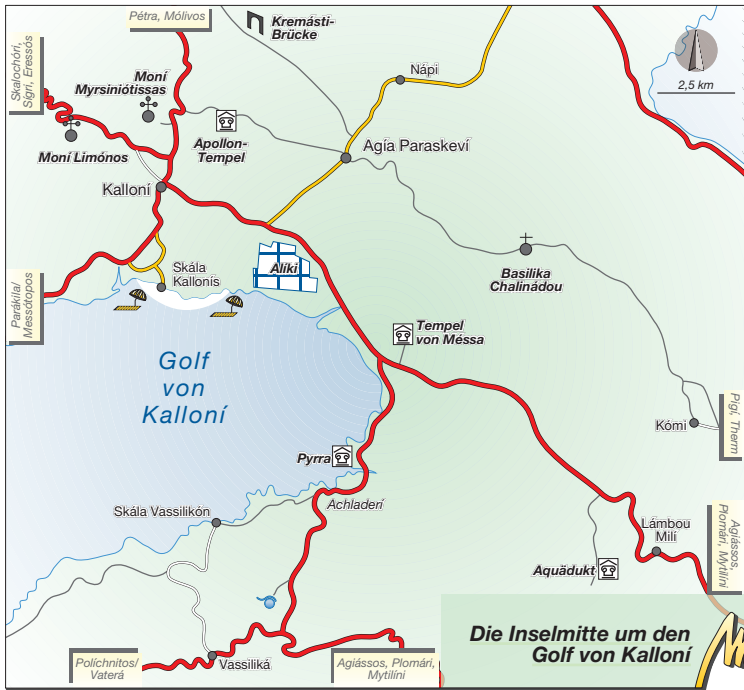 Pétra, Mólivos
Kremásti-
Brücke
Skalochóri,
Sígri, Eressós
Moní
Myrsiniótissas
Nápi
2,5 km
Moní Limónos
Apollon-
Tempel
Agía Paraskeví
Kalloní
Parákila/
Messótopos
Skála
Kallonís
Alíki
Basilika
Chalinádou
Golf
von
Kalloní
Tempel
von Méssa
Pigí, Therm
Kómi
Pyrra
Achladerí
Skála Vassilikón
Lámbou
Milí
Agiássos,
Plomári, Mytilíni
Aquädukt
Polichnítos/
Vaterá
Vassiliká
Agiássos, Plomári,
Mytilíni
Die Inselmitte um den
Golf von Kalloní